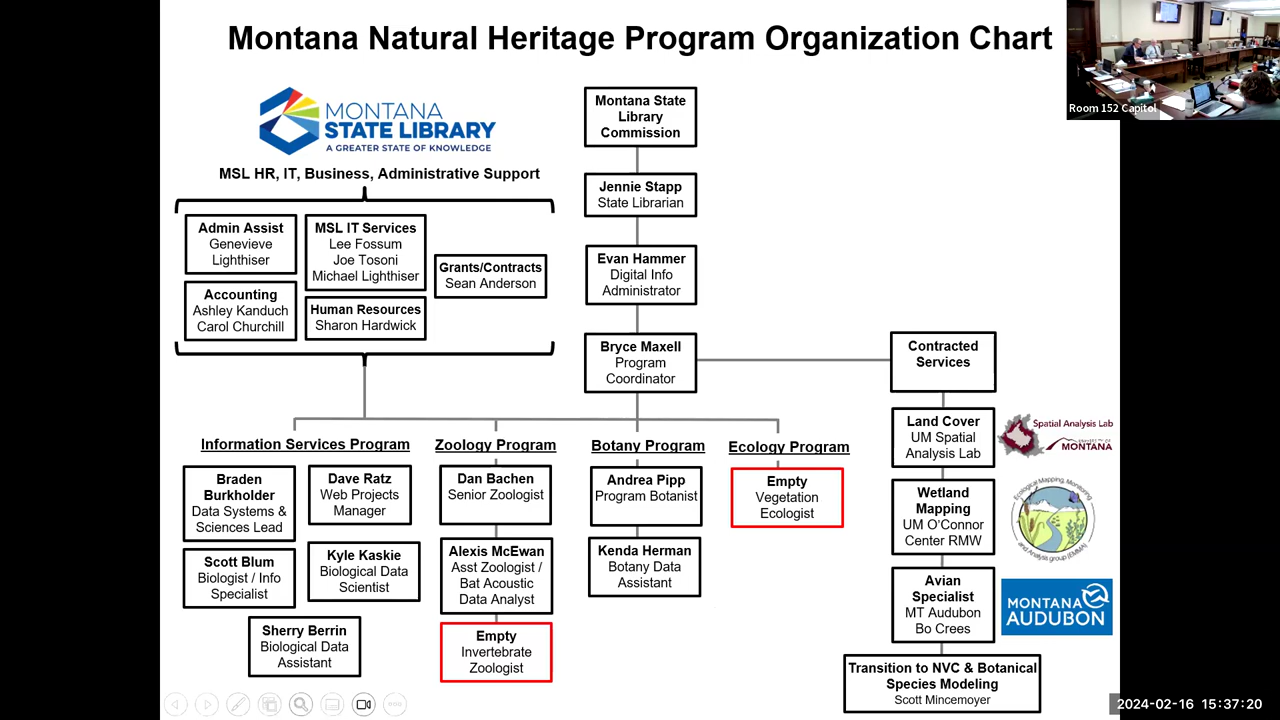 Montana Natural Heritage Program Organization Chart
Room 152 Capitol
MONTANA
STATE LIBRARY
A GREATER STATE OF KNOWLEDGE
MSL HR, IT, Business, Administrative Support
Admin Assist
Genevieve
Lighthiser
MSL IT Services
Lee Fossum
Joe Tosoni
Michael Lighthiser
Grants/Contracts
Sean Anderson
Accounting
Ashley Kanduch
Carol Churchill
Human Resources
Sharon Hardwick
Montana State
Library
Commission
Jennie Stapp
State Librarian
Evan Hammer
Digital Info
Administrator
Bryce Maxell
Program
Coordinator
Contracted
Services
Information Services Program
Braden
Burkholder
Data Systems &
Sciences Lead
Dave Ratz
Web Projects
Manager
Scott Blum
Biologist / Info
Specialist
Kyle Kaskie
Biological Data
Scientist
Sherry Berrin
Biological Data
Assistant
Zoology Program
Dan Bachen
Senior Zoologist
Alexis McEwan
Asst Zoologist /
Bat Acoustic
Data Analyst
Empty
Invertebrate
Zoologist
Botany Program
Andrea Pipp
Program Botanist
Kenda Herman
Botany Data
Assistant
Ecology Program
Empty
Vegetation
Ecologist
Land Cover
UM Spatial
Analysis Lab
Spatial Analysis Lab
MONTANA
Wetland
Mapping
UM O'Connor
Center RMW
Ecological Mapping, Monitoring
and Analysis group (EMMA)
Avian
Specialist
MT Audubon
Bo Crees
MONTANA
AUDUBON
Transition to NVC & Botanical
Species Modeling
Scott Mincemoyer
2024-02-16 15:37:20